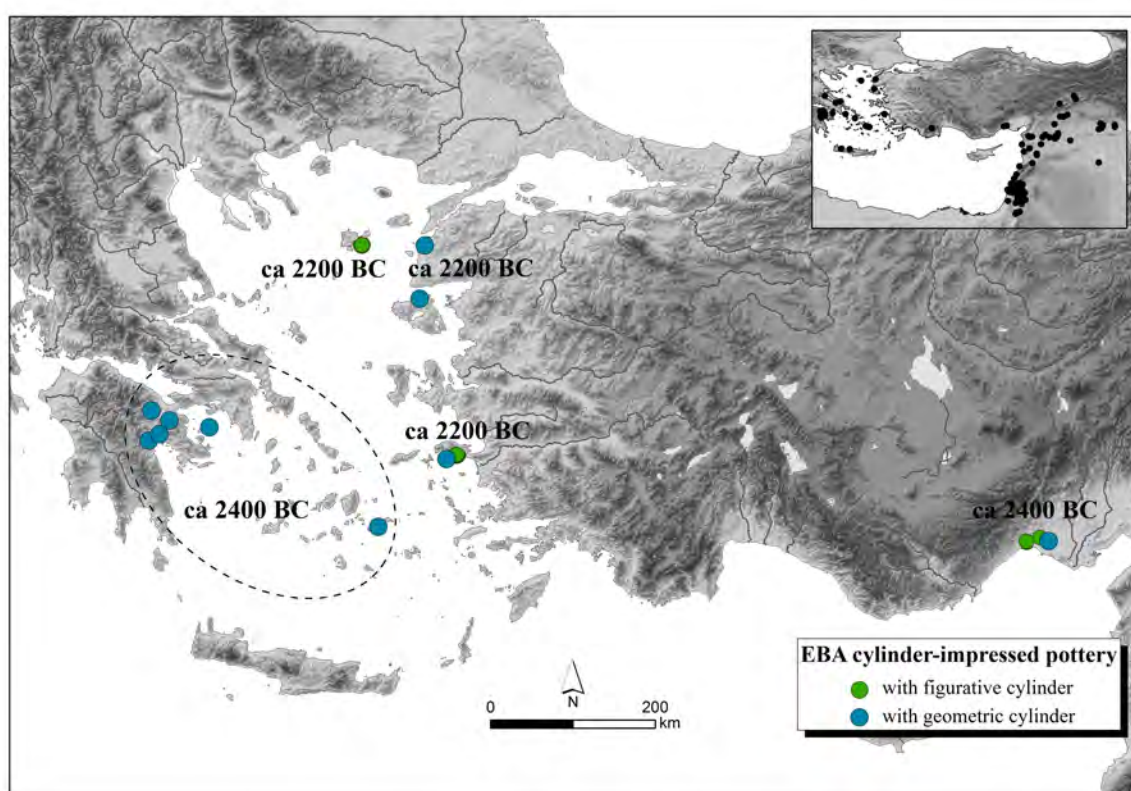 ca 2200 BC
ca 2200 BC
ca 2200 BC
ca 2400 BC
ca 2400 BC
N
0
200
km
EBA cylinder-impressed pottery
with figurative cylinder
with geometric cylinder